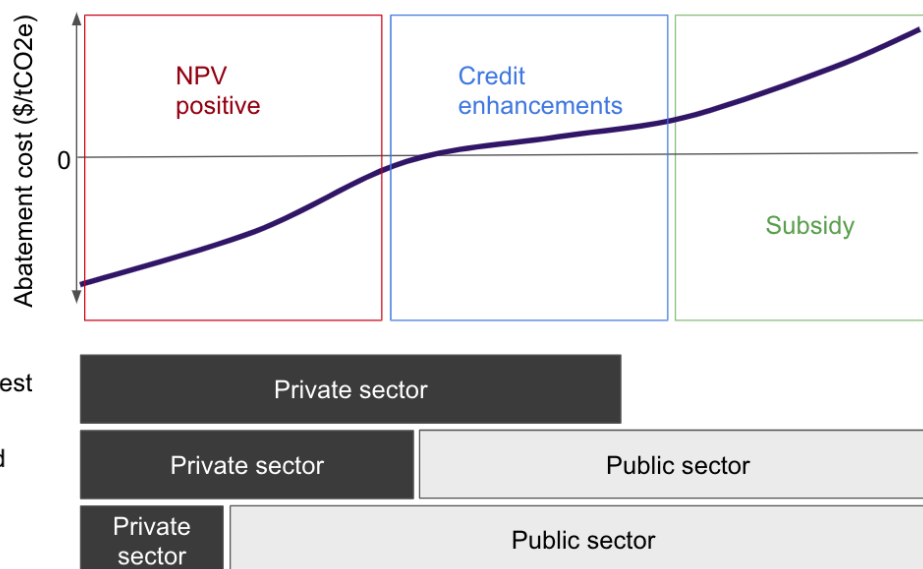 Abatement cost ($/tCO2e)
0
NPV
positive
Credit
enhancements
Subsidy
est
Private sector
d
Private sector
Public sector
Private
sector
Public sector